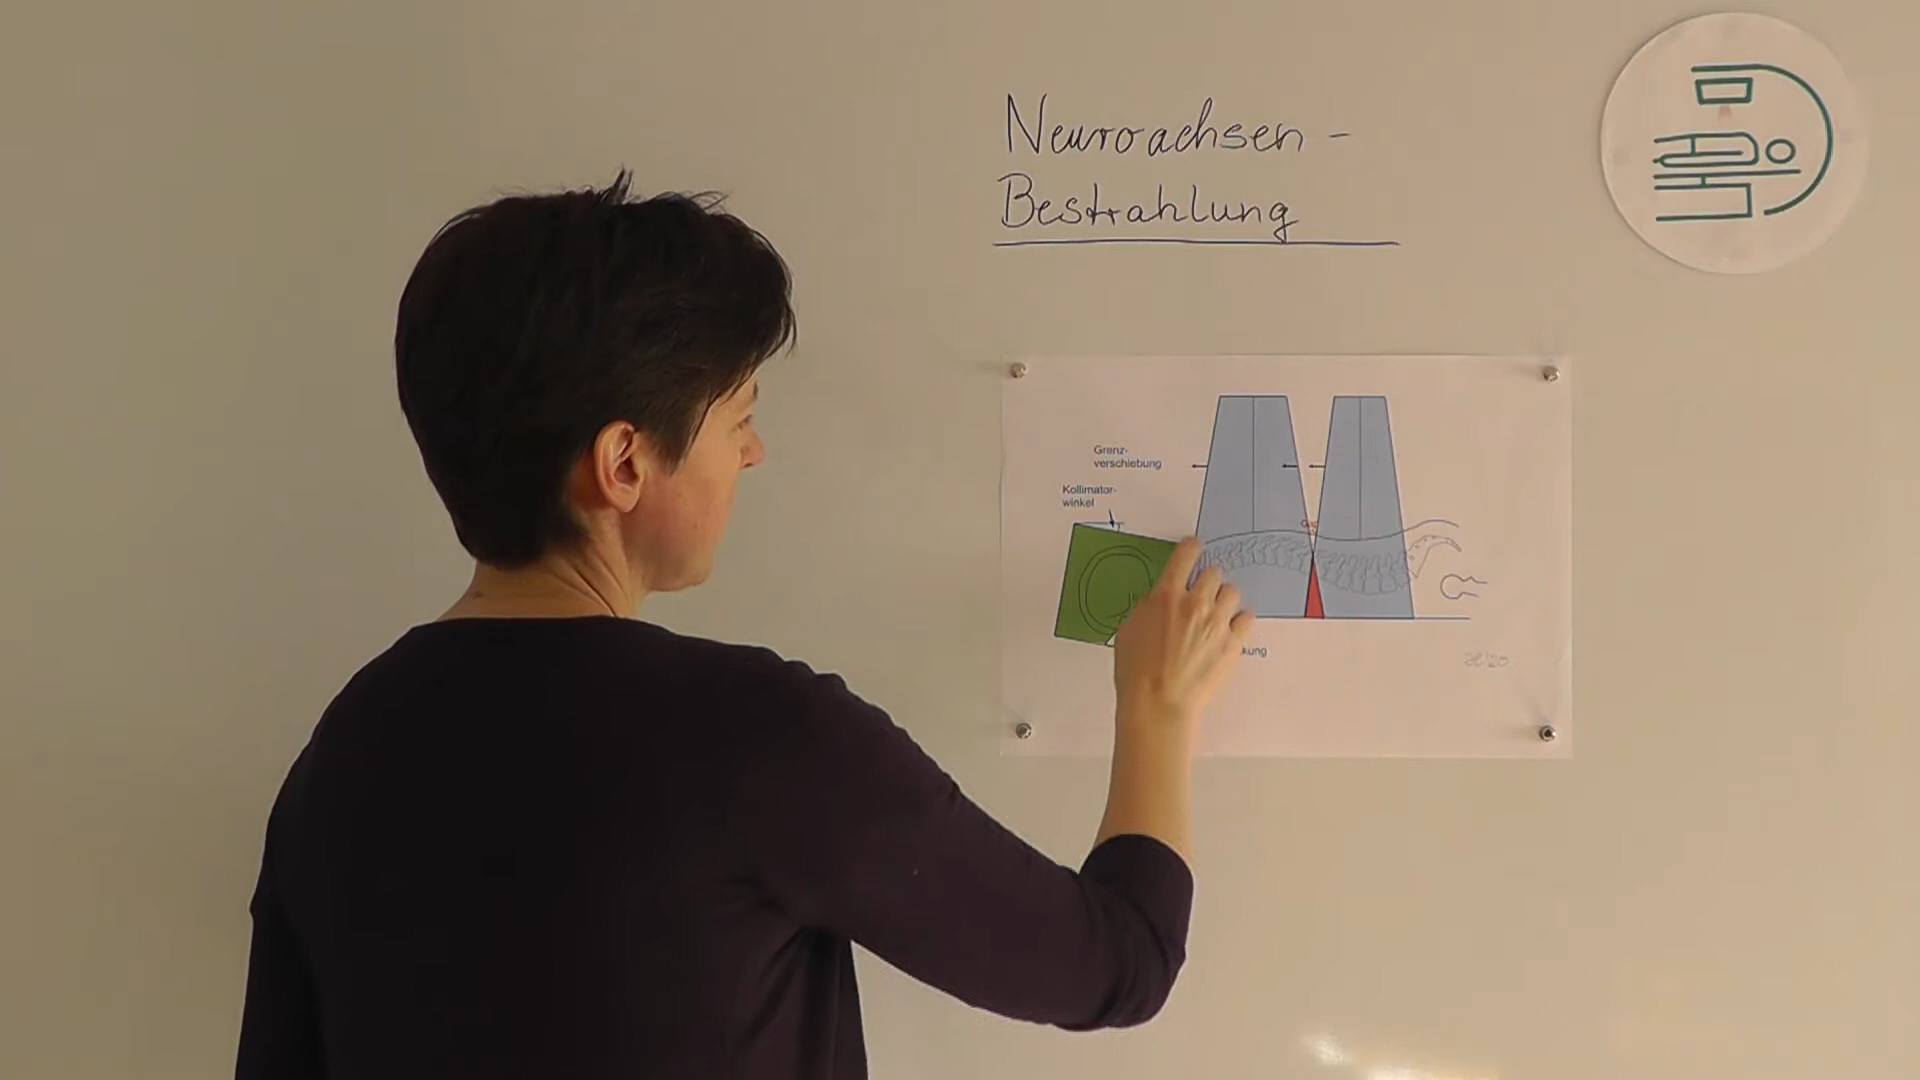 Neuroachsen-
Bestrahlung
Grenz-
verschiebung
Kollimator-
winkel